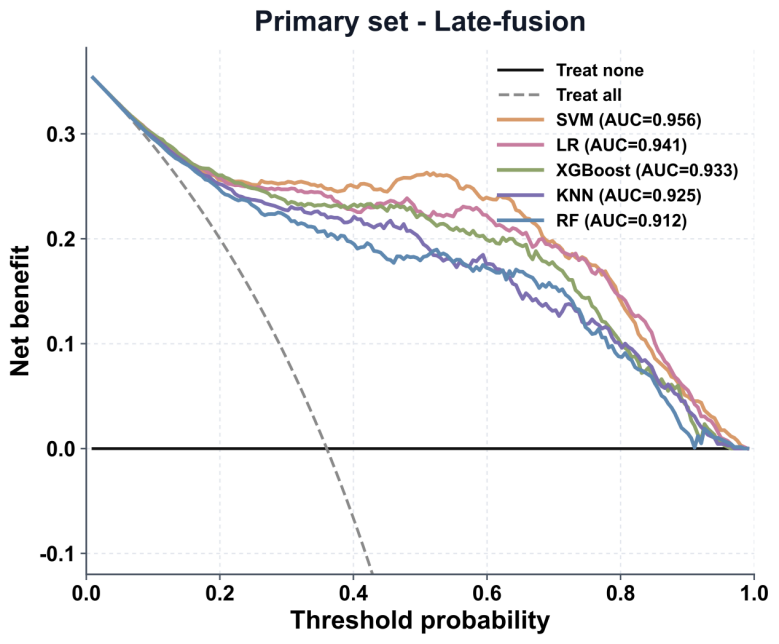 Primary set - Late-fusion
Treat none
Treat all
SVM (AUC=0.956)
LR (AUC=0.941)
XGBoost (AUC=0.933)
KNN (AUC=0.925)
RF (AUC=0.912)
Net benefit
0.3
0.2
0.1
0.0
-0.1
0.0 0.2 0.4 0.6 0.8 1.0
Threshold probability